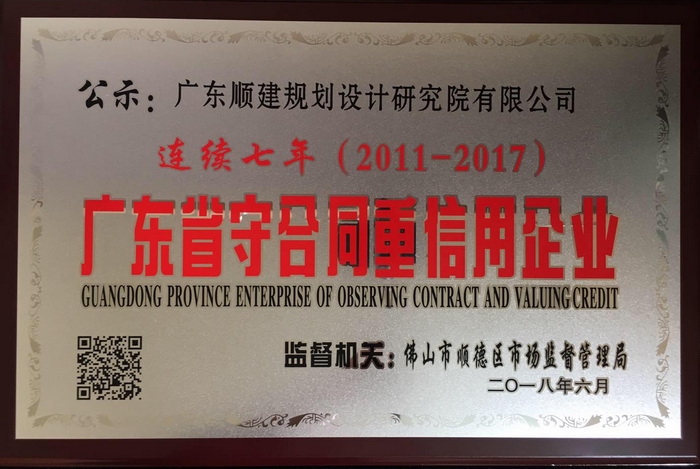 公示：广东顺建规划设计研究院有限公司
连续七年（2011-2017）
广东省守合同重信用企业
GUANGDONG PROVINCE ENTERPRISE OF OBSERVING CONTRACT AND VALUING CREDIT
监督机关：佛山市顺德区市场监督管理局
二〇一八年六月